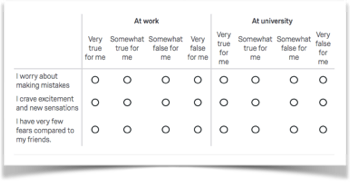 At work At university
Very true for me Somewhat true for me Somewhat false for me Very false for me Very true for me Somewhat true for me Somewhat false for me Very false for me
I worry about
making mistakes
I crave excitement
and new sensations
I have very few
fears compared to
my friends.